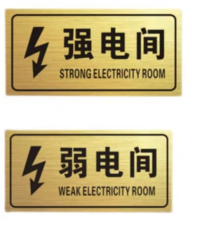 强电间
STRONG ELECTRICITY ROOM
弱电间
WEAK ELECTRICITY ROOM